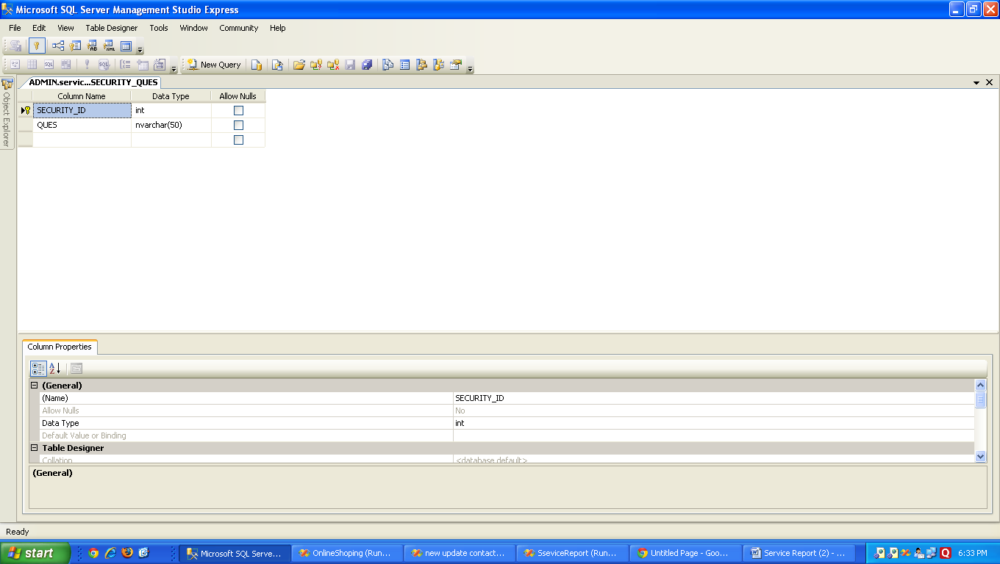 Microsoft SQL Server Management Studio Express
File Edit View Table Designer Tools Window Community Help
New Query
ADMIN.servic...SECURITY_QUES
Object Explorer
Column Name Data Type Allow Nulls
SECURITY_ID int
QUES nvarchar(50)
Column Properties
(General)
(Name) SECURITY_ID
Allow Nulls No
Data Type int
Default Value or Binding
Table Designer
Collation <database default>
(General)
Ready
start Microsoft SQL Serve... OnlineShoping (Run... new update contact... SseviceReport (Run... Untitled Page - Goo... Service Report (2) - ... 6:33 PM